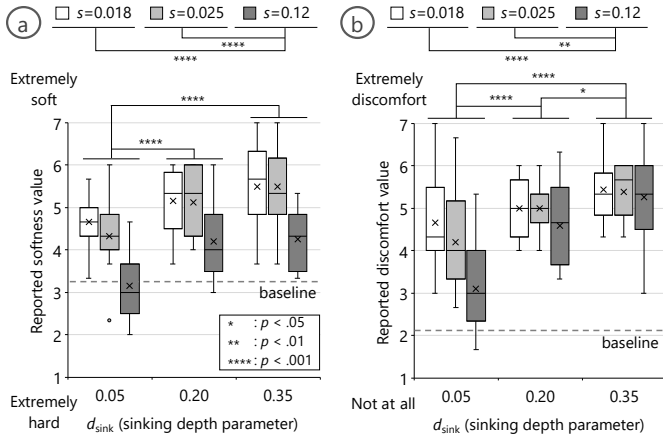 a
s=0.018 s=0.025 s=0.12
****
****
Extremely
soft
****
****
7
6
5
4
3
2
1
Reported softness value
baseline
* : p < .05
** : p < .01
**** : p < .001
0.05 0.20 0.35
Extremely
hard
d_sink (sinking depth parameter)
b
s=0.018 s=0.025 s=0.12
**
****
Extremely
discomfort
****
**** *
7
6
5
4
3
2
1
Reported discomfort value
baseline
0.05 0.20 0.35
Not at all
d_sink (sinking depth parameter)